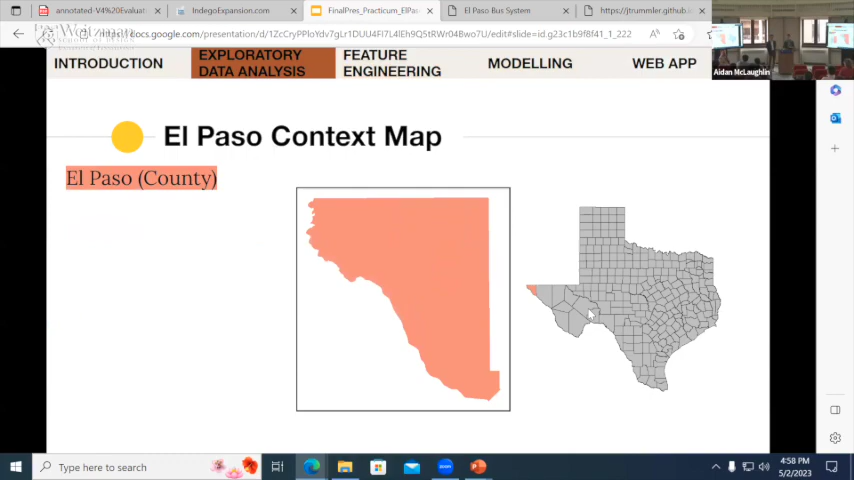 annotated-V4%20Evaluat
IndegoExpansion.com
FinalPres_Practicum_ElPas
El Paso Bus System
https://jtrummler.github.i
docs.google.com/presentation/d/1ZcCryPPloYdv7gLr1DUU4Fl7L4lEh9Q5tRWr04Bwo7U/edit#slide=id.g23c1b9f8f41_1_222
Weitzman
INTRODUCTION
EXPLORATORY
DATA ANALYSIS
FEATURE
ENGINEERING
MODELLING
WEB APP
Aidan McLaughlin
El Paso Context Map
El Paso (County)
Type here to search
4:58 PM
5/2/2023